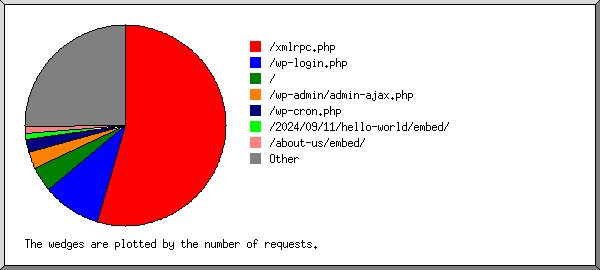 /xmlrpc.php
/wp-login.php
/
/wp-admin/admin-ajax.php
/wp-cron.php
/2024/09/11/hello-world/embed/
/about-us/embed/
Other
The wedges are plotted by the number of requests.